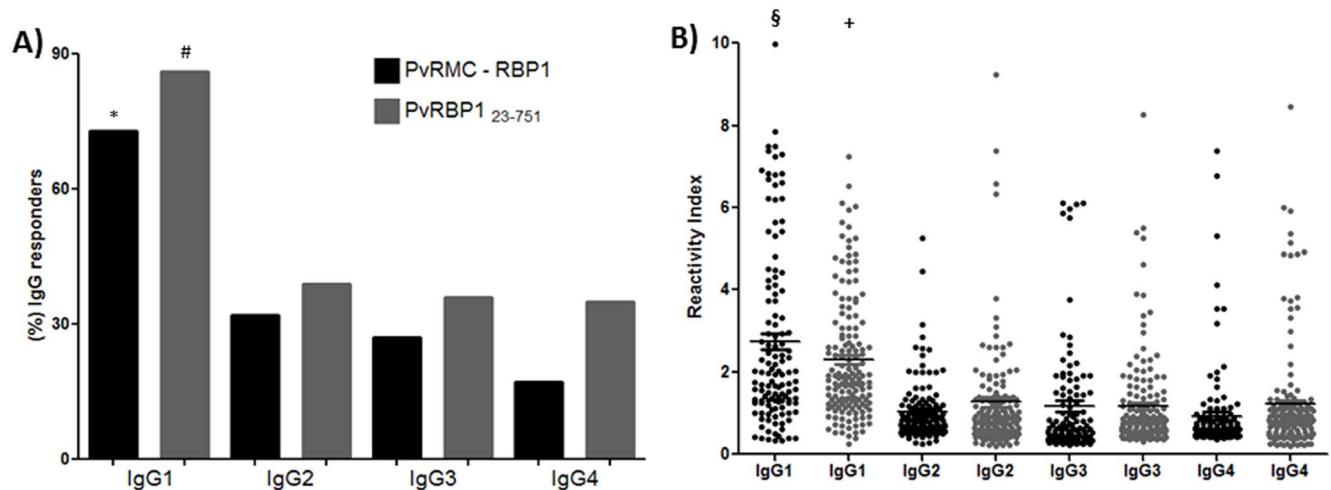 A)
(%) IgG responders
90
60
30
0
*
#
PvRMC - RBP1
PvRBP1 23-751
IgG1 IgG2 IgG3 IgG4
B)
Reactivity Index
10
8
6
4
2
0
§ +
IgG1 IgG1 IgG2 IgG2 IgG3 IgG3 IgG4 IgG4